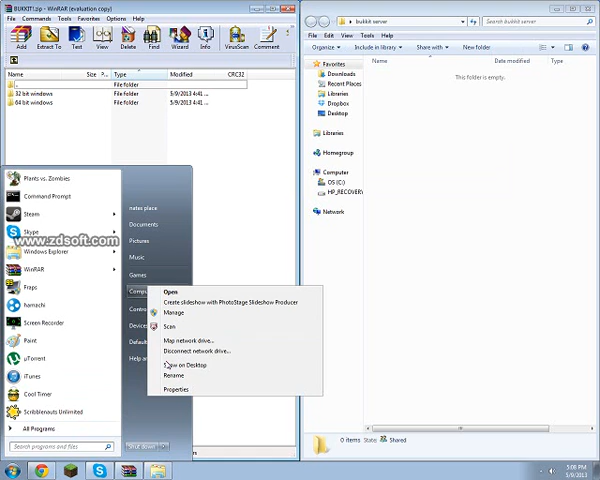 BUKKIT!.zip - WinRAR (evaluation copy)
File Commands Tools Favorites Options Help
Add Extract To Test View Delete Find Wizard Info VirusScan Comment
Name Size P... Type Modified CRC32
.. File folder
32 bit windows File folder 5/9/2013 4:41 ...
64 bit windows File folder 5/9/2013 4:41 ...
Plants vs. Zombies
Command Prompt
Steam
Skype
www.zdsoft.com
Windows Explorer
WinRAR
Fraps
hamachi
Screen Recorder
Paint
uTorrent
iTunes
Cool Timer
Scribblenauts Unlimited
All Programs
Search programs and files
nates place
Documents
Pictures
Music
Games
Shut down
Open
Create slideshow with PhotoStage Slideshow Producer
Manage
Scan
Map network drive...
Disconnect network drive...
Show on Desktop
Rename
Properties
bukkit server
Search bukkit server
File Edit View Tools Help
Organize Include in library Share with New folder
Name Date modified Type
This folder is empty.
Favorites
Downloads
Recent Places
Libraries
Dropbox
Desktop
Libraries
Homegroup
Computer
OS (C:)
HP_RECOVERY
Network
0 items State: Shared
5:08 PM
5/9/2013